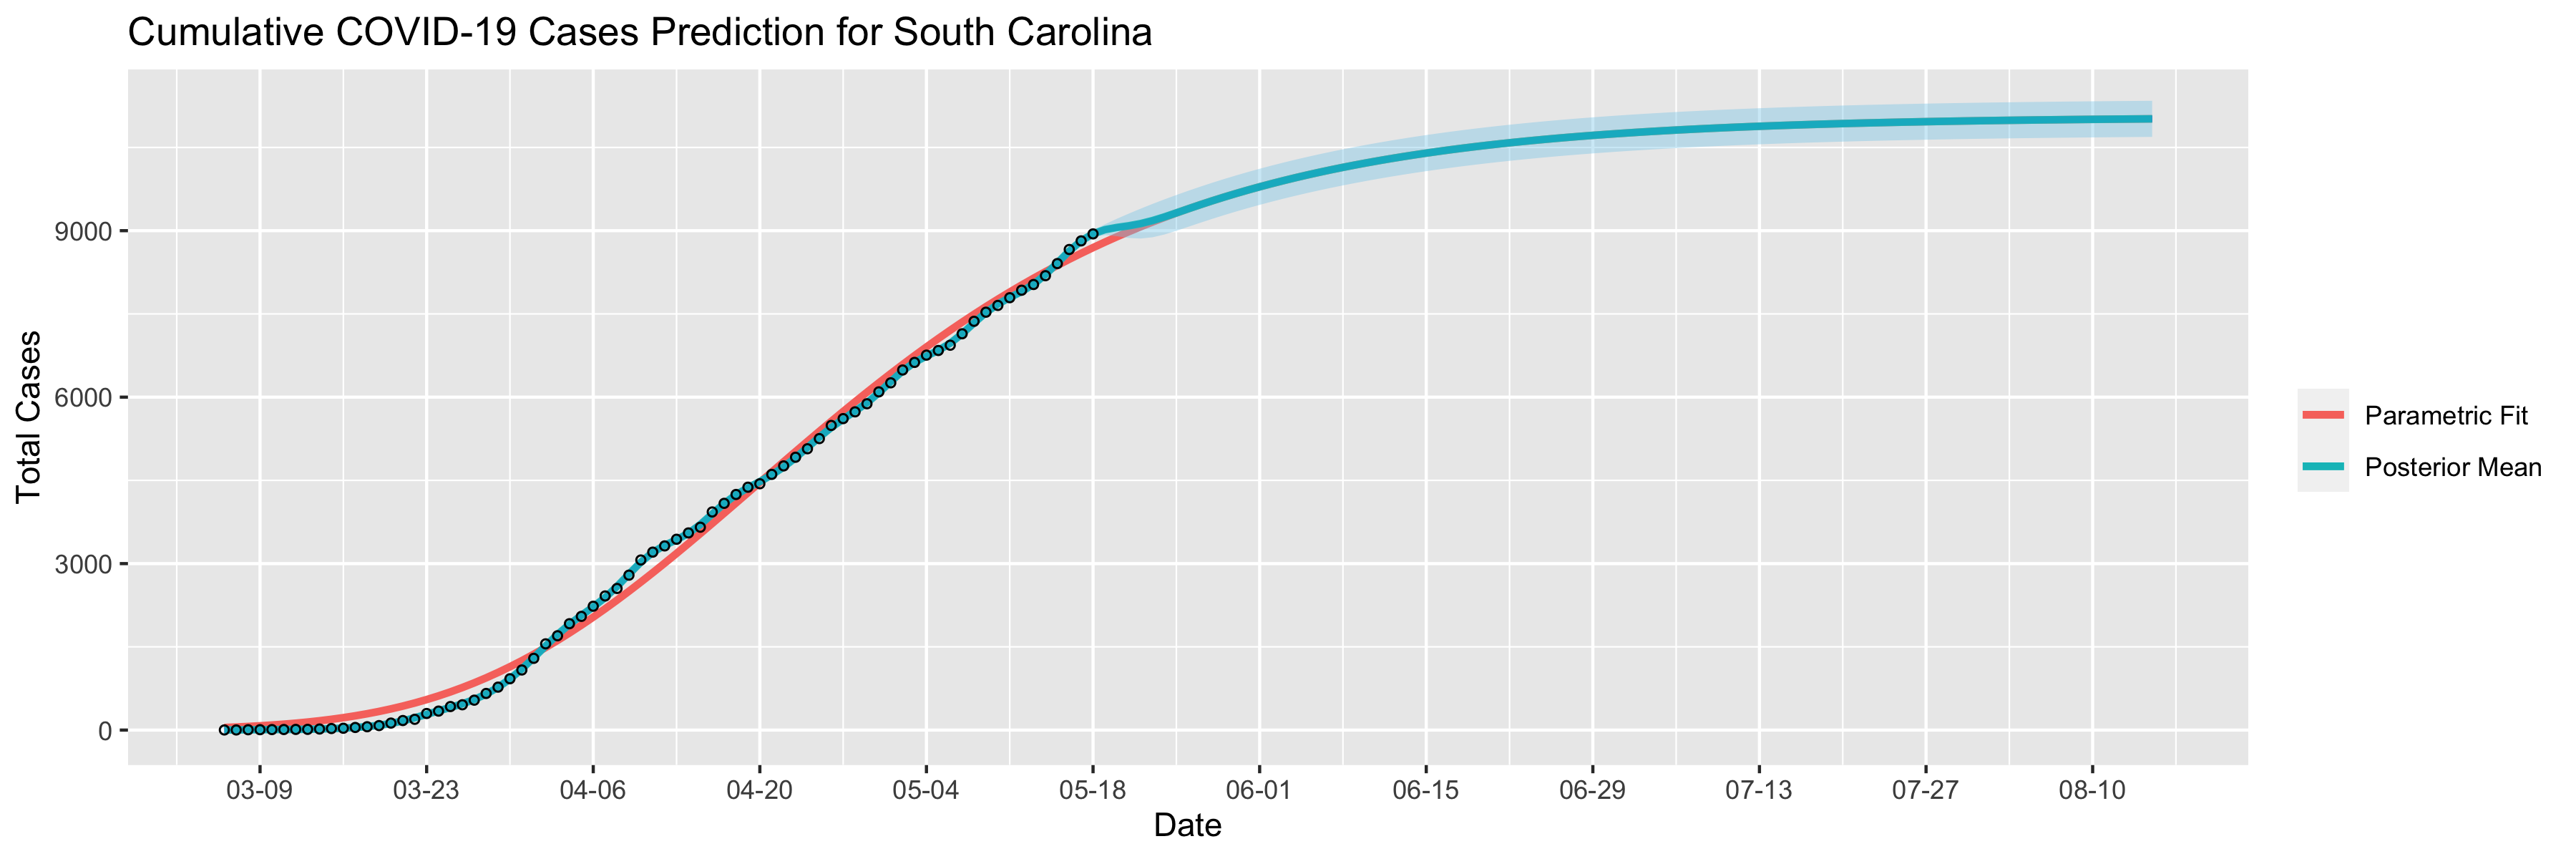 Cumulative COVID-19 Cases Prediction for South Carolina
Total Cases
9000
6000
3000
0
03-09 03-23 04-06 04-20 05-04 05-18 06-01 06-15 06-29 07-13 07-27 08-10
Date
Parametric Fit
Posterior Mean